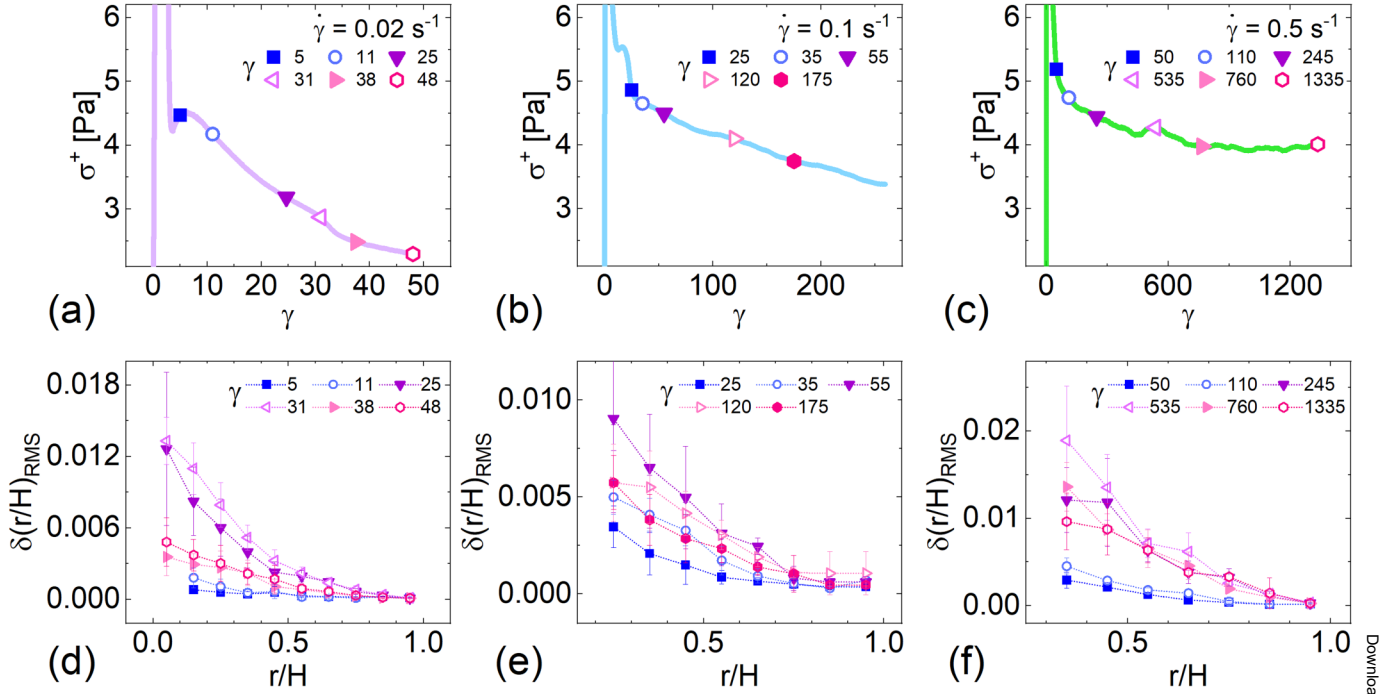 γ̇ = 0.02 s⁻¹
γ 5 11 25
31 38 48
σ⁺ [Pa]
6
5
4
3
0 10 20 30 40 50
(a) γ
γ̇ = 0.1 s⁻¹
γ 25 35 55
120 175
σ⁺ [Pa]
6
5
4
3
0 100 200
(b) γ
γ̇ = 0.5 s⁻¹
γ 50 110 245
535 760 1335
σ⁺ [Pa]
6
5
4
3
0 600 1200
(c) γ
γ 5 11 25
31 38 48
δ(r/H)RMS
0.018
0.012
0.006
0.000
0.0 0.5 1.0
(d) r/H
γ 25 35 55
120 175
δ(r/H)RMS
0.010
0.005
0.000
0.5 1.0
(e) r/H
γ 50 110 245
535 760 1335
δ(r/H)RMS
0.02
0.01
0.00
0.5 1.0
(f) r/H
Downloa